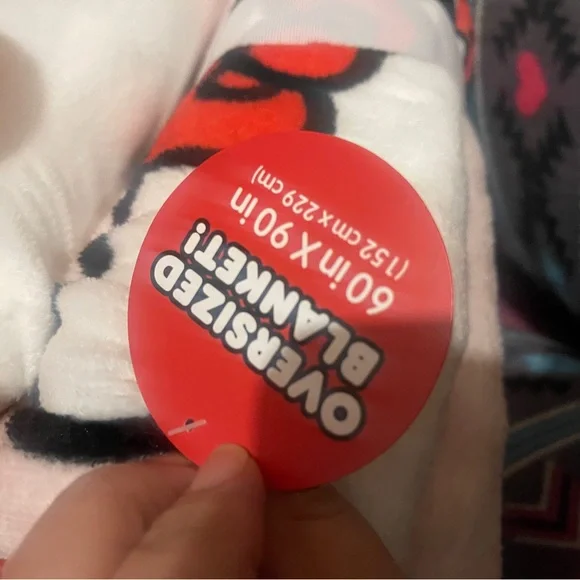 OVERSIZED
BLANKET!
60 in X 90 in
(152 cm x 229 cm)